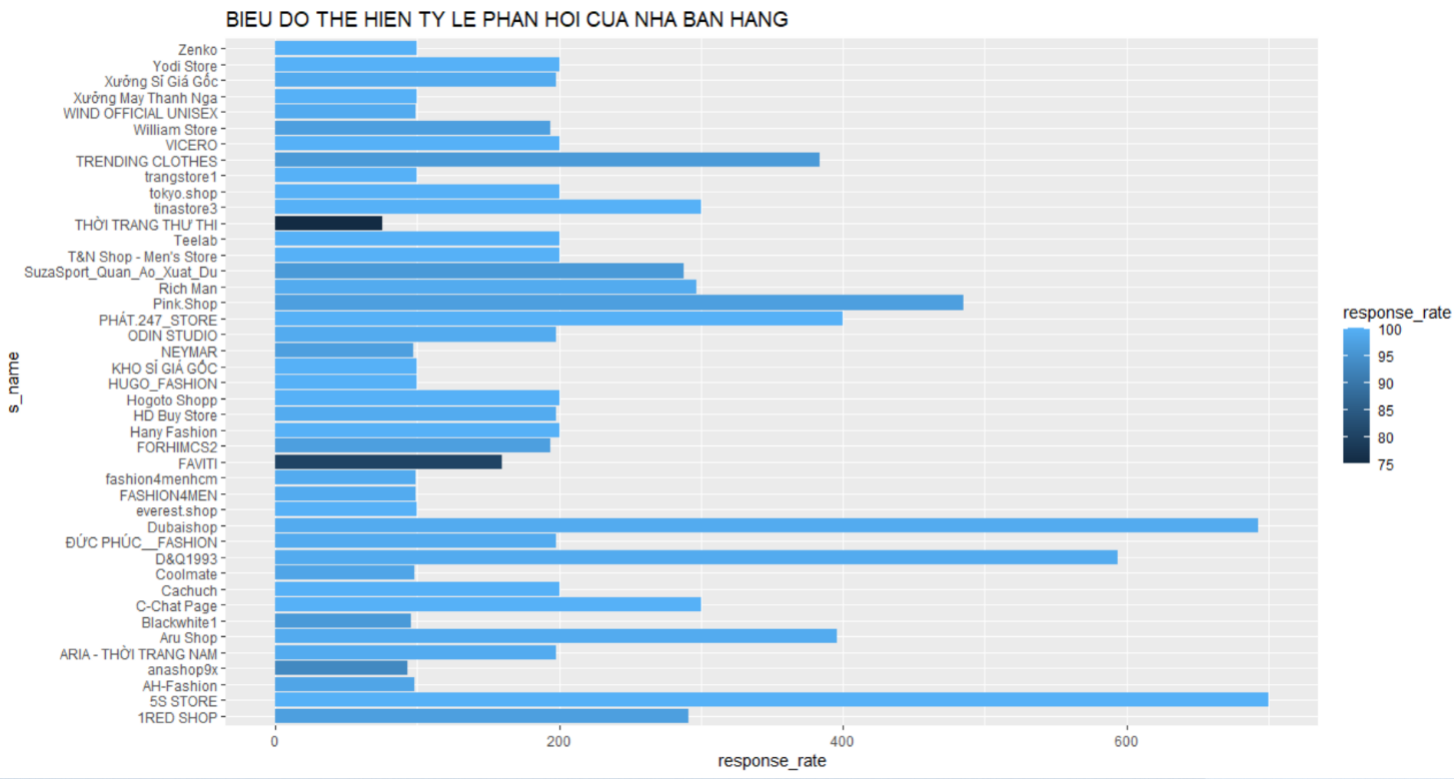 BIEU DO THE HIEN TY LE PHAN HOI CUA NHA BAN HANG
s_name
Zenko
Yodi Store
Xưởng Sỉ Giá Gốc
Xưởng May Thanh Nga
WIND OFFICIAL UNISEX
William Store
VICERO
TRENDING CLOTHES
trangstore1
tokyo.shop
tinastore3
THỜI TRANG THƯ THI
Teelab
T&N Shop - Men's Store
SuzaSport_Quan_Ao_Xuat_Du
Rich Man
Pink.Shop
PHÁT.247_STORE
ODIN STUDIO
NEYMAR
KHO SỈ GIÁ GỐC
HUGO_FASHION
Hogoto Shopp
HD Buy Store
Hany Fashion
FORHIMCS2
FAVITI
fashion4menhcm
FASHION4MEN
everest.shop
Dubaishop
ĐỨC PHÚC__FASHION
D&Q1993
Coolmate
Cachuch
C-Chat Page
Blackwhite1
Aru Shop
ARIA - THỜI TRANG NAM
anashop9x
AH-Fashion
5S STORE
1RED SHOP
0 200 400 600
response_rate
response_rate
100
95
90
85
80
75